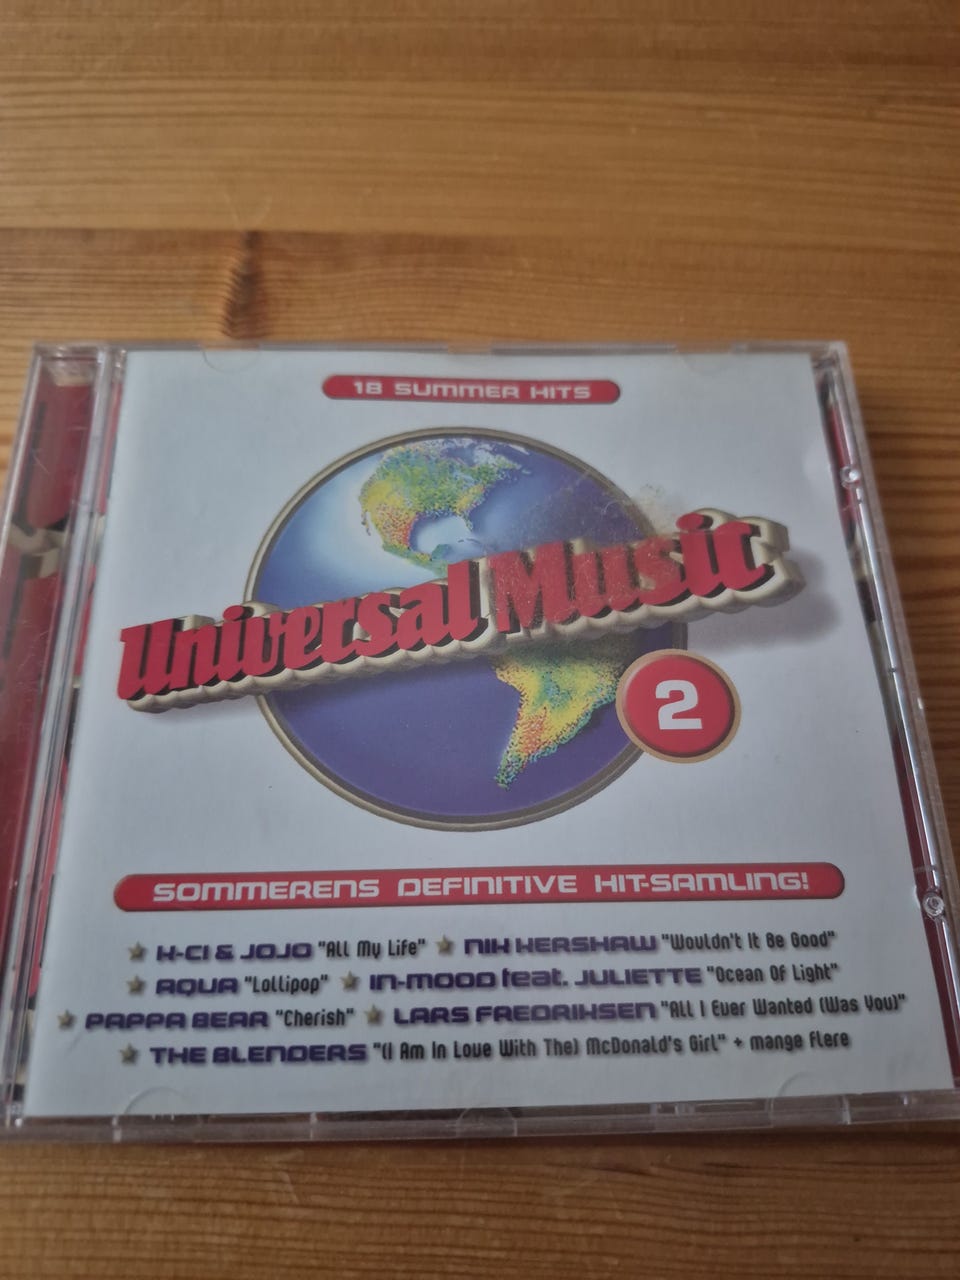 18 SUMMER HITS
Universal Music
2
SOMMERENS DEFINITIVE HIT-SAMLING!
K-CI & JOJO "All My Life" NIK KERSHAW "Wouldn't It Be Good"
AQUA "Lollipop" IN-MOOD feat. JULIETTE "Ocean Of Light"
PAPPA BEAR "Cherish" LARS FREDRIKSEN "All I Ever Wanted (Was You)"
THE BLENDERS "(I Am In Love With The) McDonald's Girl" + mange flere